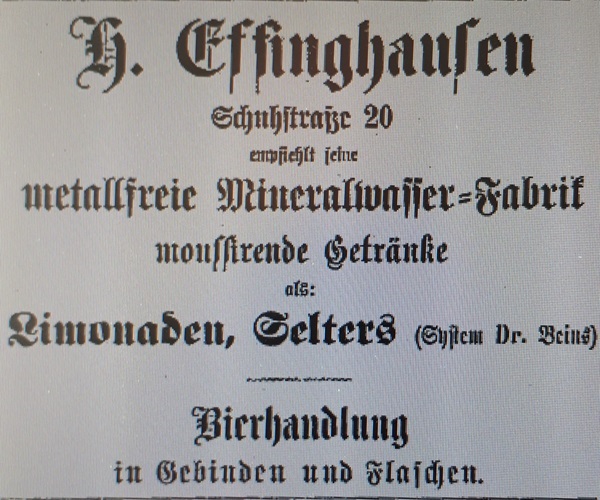 H. Effinghausen
Schuhstraße 20
empfiehlt seine
metallfreie Mineralwasser=Fabrik
moussirende Getränke
als:
Limonaden, Selters (System Dr. Beins)
Bierhandlung
in Gebinden und Flaschen.